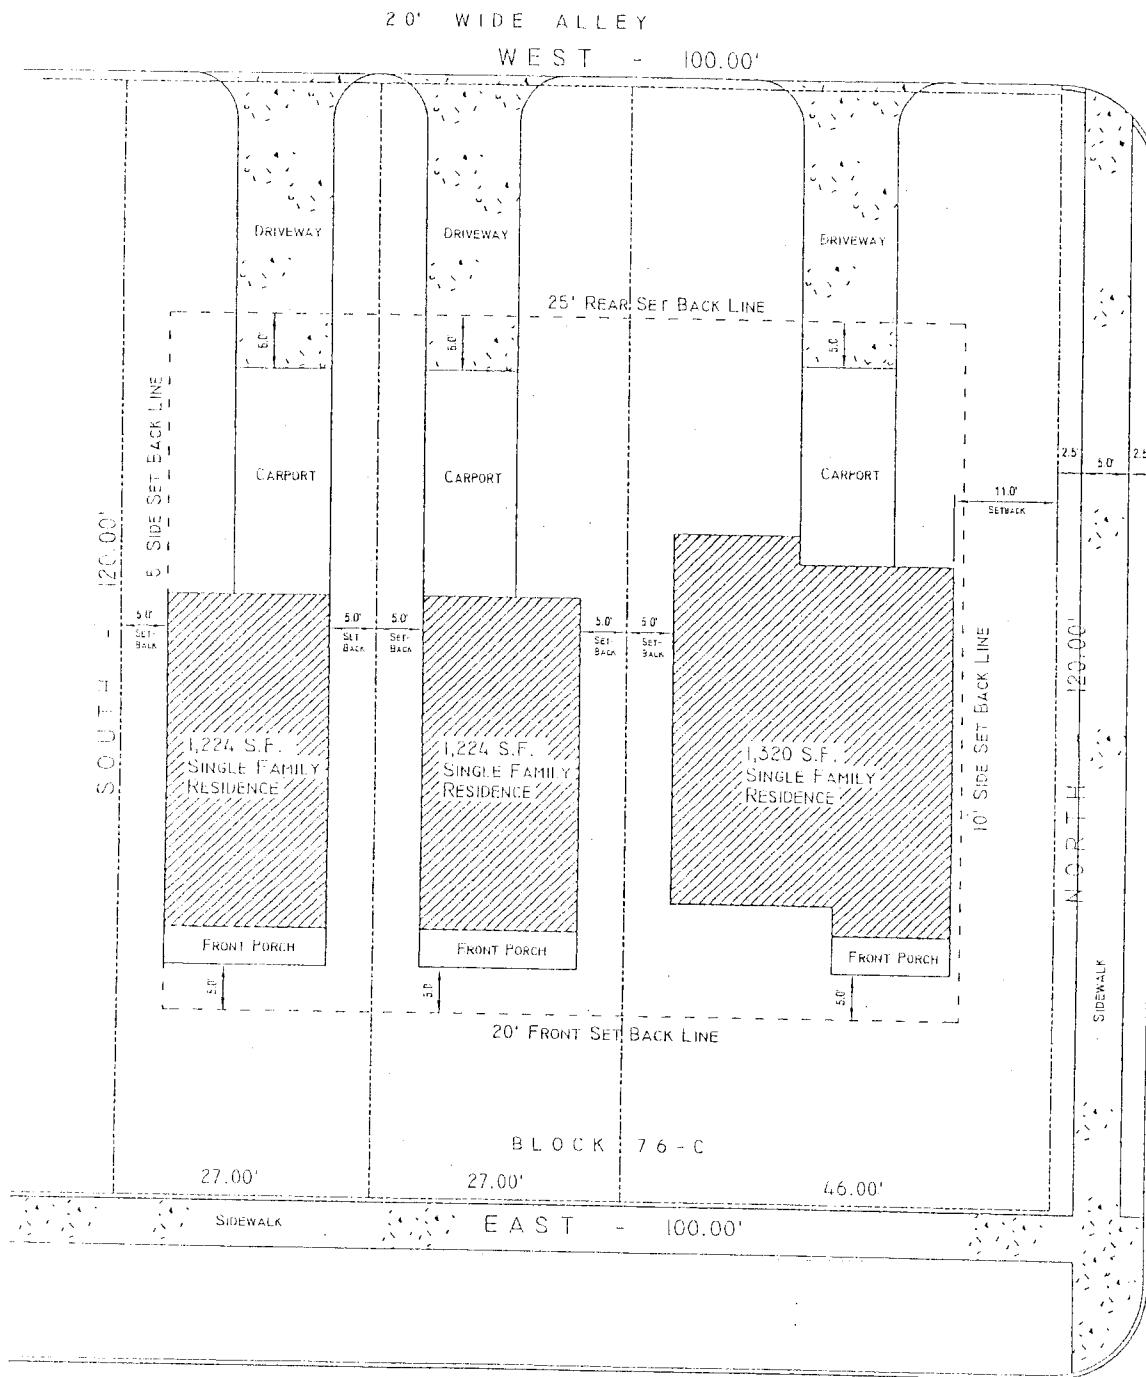 20' WIDE ALLEY
WEST - 100.00'
DRIVEWAY
DRIVEWAY
DRIVEWAY
25' REAR SET BACK LINE
5.0'
5.0'
5.0'
5' SIDE SET BACK LINE
CARPORT
CARPORT
CARPORT
2.5'
5.0'
2.5'
11.0'
SETBACK
SOUTH - 120.00'
5.0'
SET-
BACK
5.0'
SET
BACK
5.0'
SET-
BACK
5.0'
SET-
BACK
5.0'
SET-
BACK
10' SIDE SET BACK LINE
NORTH 120.00'
1,224 S.F.
SINGLE FAMILY
RESIDENCE
1,224 S.F.
SINGLE FAMILY
RESIDENCE
1,320 S.F.
SINGLE FAMILY
RESIDENCE
FRONT PORCH
FRONT PORCH
FRONT PORCH
5.0'
5.0'
5.0'
SIDEWALK
20' FRONT SET BACK LINE
BLOCK 76-C
27.00'
27.00'
46.00'
SIDEWALK
EAST - 100.00'